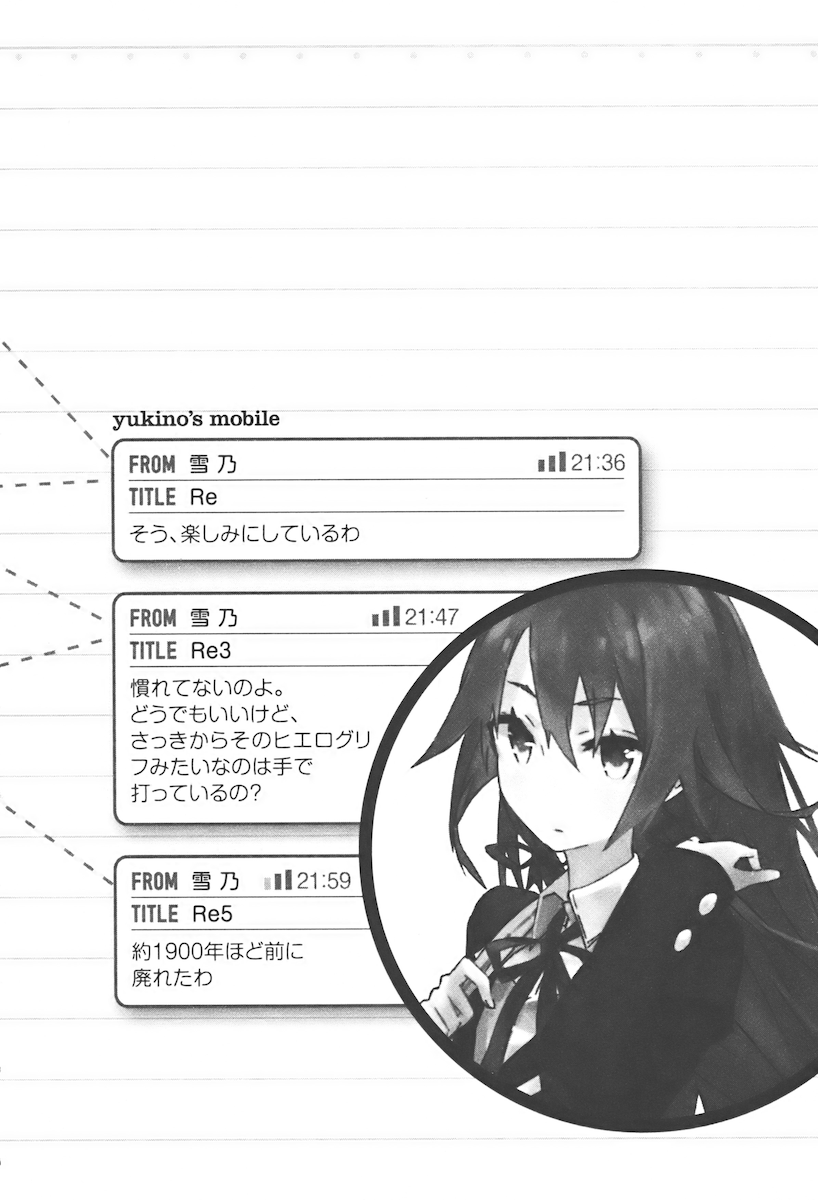 yukino's mobile
FROM 雪乃 21:36
TITLE Re
そう、楽しみにしているわ
FROM 雪乃 21:47
TITLE Re3
慣れてないのよ。
どうでもいいけど、
さっきからそのヒエログリ
フみたいなのは手で
打っているの?
FROM 雪乃 21:59
TITLE Re5
約1900年ほど前に
廃れたわ